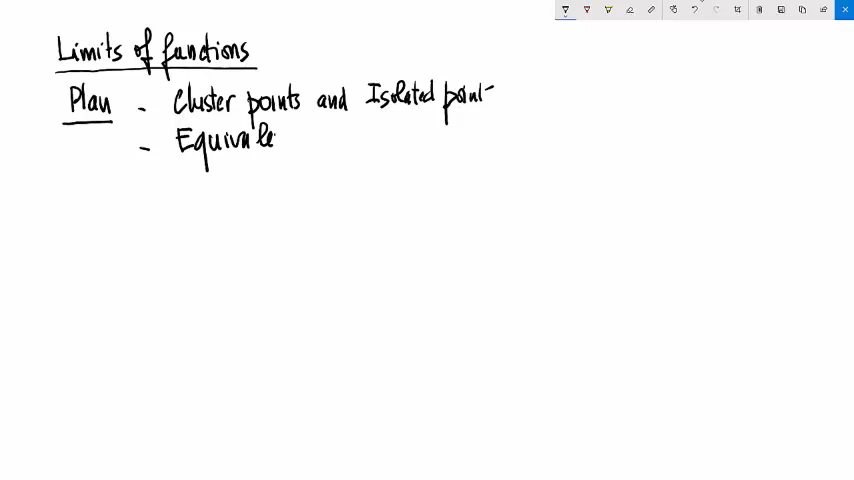 Limits of functions
Plan - Cluster points and Isolated point
- Equivale